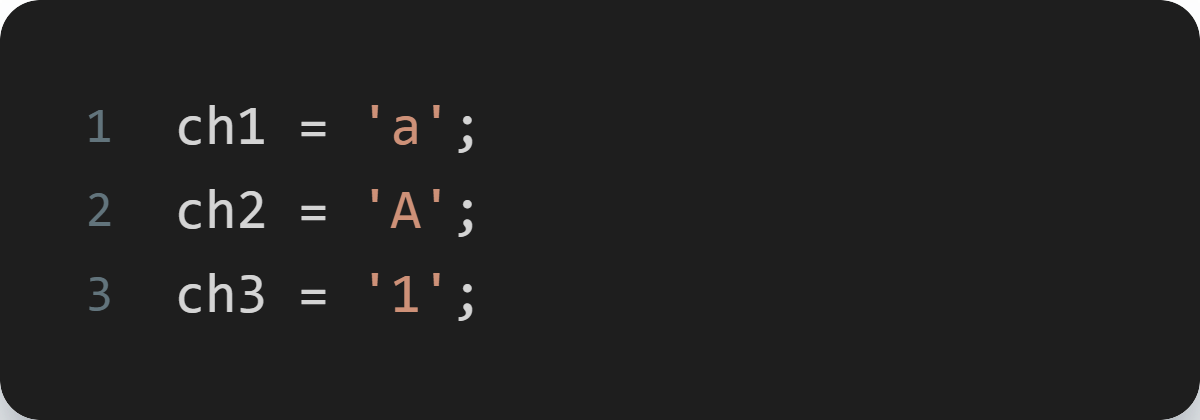 1 ch1 = 'a';
2 ch2 = 'A';
3 ch3 = '1';